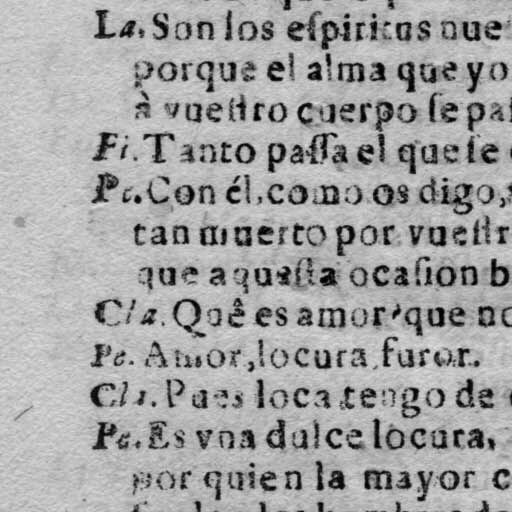 La. Son los eſpiritus nue
porque el alma que yo
à vueſtro cuerpo ſe paſ
Fi. Tanto paſſa el que ſe
Pe. Con él, como os digo,
tan muerto por vueſtr
que aqueſta ocaſion b
Cla. Quê es amor? que no
Pe. Amor, locura, furor.
Cla. Pues loca tengo de
Pe. Es vna dulce locura,
por quien la mayor c